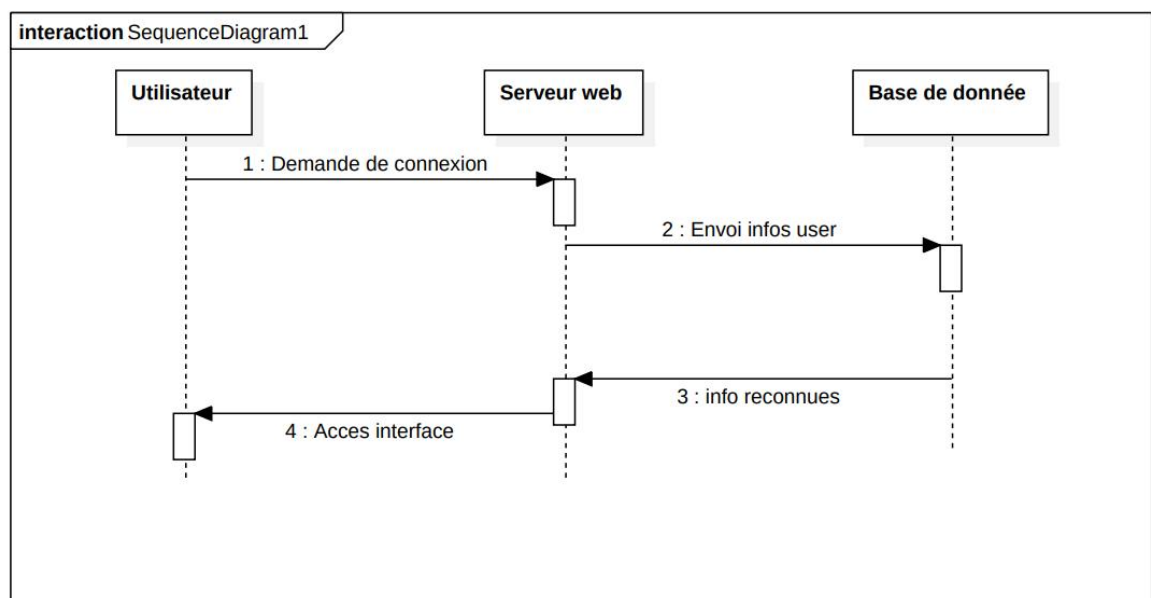 interaction SequenceDiagram1
Utilisateur
Serveur web
Base de donnée
1 : Demande de connexion
2 : Envoi infos user
3 : info reconnues
4 : Acces interface